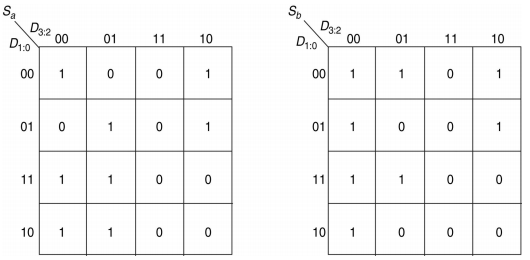 Sa D3:2 D1:0 00 01 11 10
00 1 0 0 1
01 0 1 0 1
11 1 1 0 0
10 1 1 0 0
Sb D3:2 D1:0 00 01 11 10
00 1 1 0 1
01 1 0 0 1
11 1 1 0 0
10 1 0 0 0